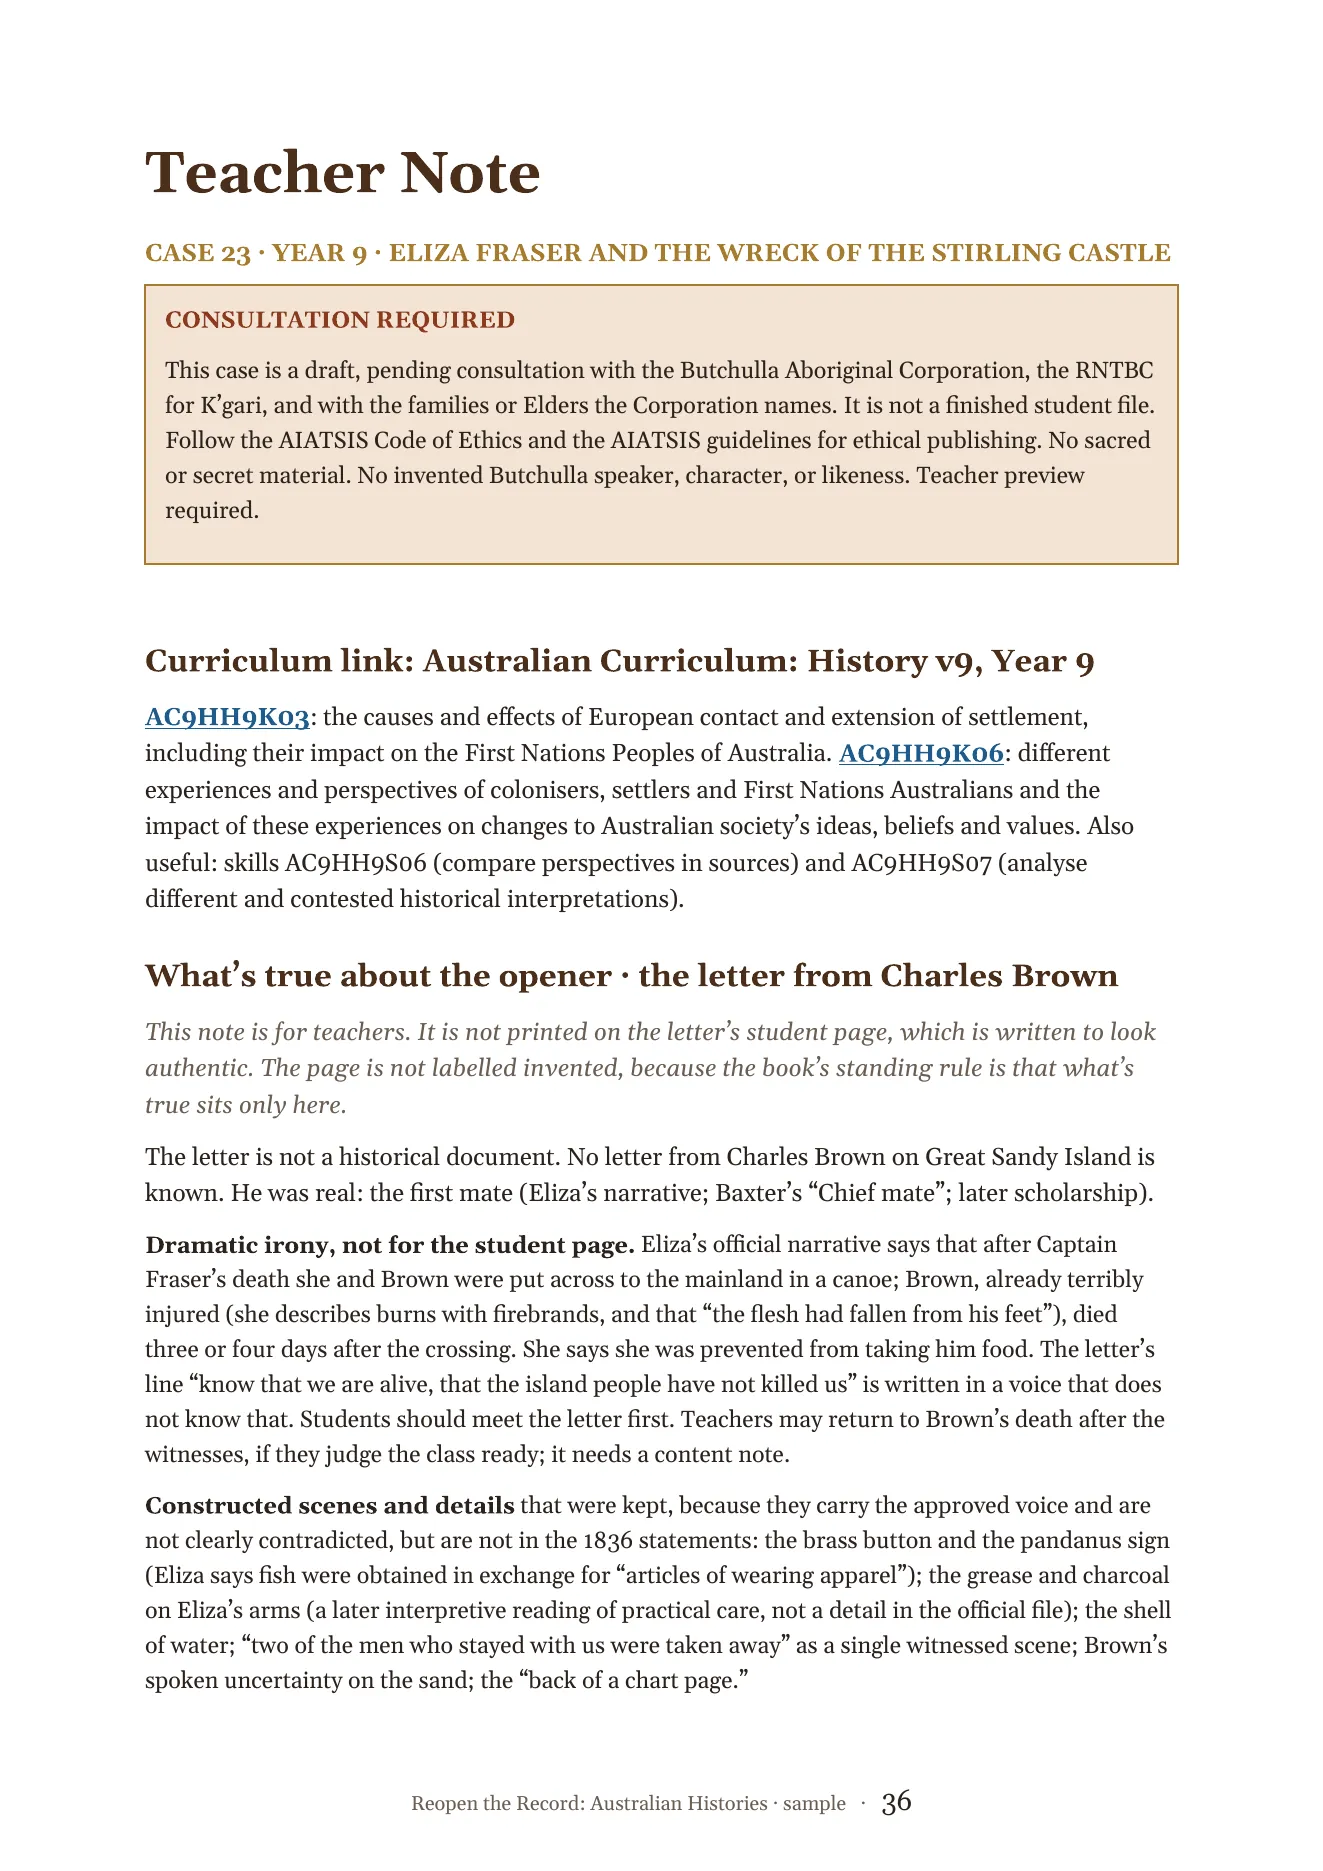 Teacher Note
CASE 23 · YEAR 9 · ELIZA FRASER AND THE WRECK OF THE STIRLING CASTLE
CONSULTATION REQUIRED
This case is a draft, pending consultation with the Butchulla Aboriginal Corporation, the RNTBC
for K’gari, and with the families or Elders the Corporation names. It is not a finished student file.
Follow the AIATSIS Code of Ethics and the AIATSIS guidelines for ethical publishing. No sacred
or secret material. No invented Butchulla speaker, character, or likeness. Teacher preview
required.
Curriculum link: Australian Curriculum: History v9, Year 9
AC9HH9K03: the causes and effects of European contact and extension of settlement,
including their impact on the First Nations Peoples of Australia. AC9HH9K06: different
experiences and perspectives of colonisers, settlers and First Nations Australians and the
impact of these experiences on changes to Australian society’s ideas, beliefs and values. Also
useful: skills AC9HH9S06 (compare perspectives in sources) and AC9HH9S07 (analyse
different and contested historical interpretations).
What’s true about the opener · the letter from Charles Brown
This note is for teachers. It is not printed on the letter’s student page, which is written to look
authentic. The page is not labelled invented, because the book’s standing rule is that what’s
true sits only here.
The letter is not a historical document. No letter from Charles Brown on Great Sandy Island is
known. He was real: the first mate (Eliza’s narrative; Baxter’s “Chief mate”; later scholarship).
Dramatic irony, not for the student page. Eliza’s official narrative says that after Captain
Fraser’s death she and Brown were put across to the mainland in a canoe; Brown, already terribly
injured (she describes burns with firebrands, and that “the flesh had fallen from his feet”), died
three or four days after the crossing. She says she was prevented from taking him food. The letter’s
line “know that we are alive, that the island people have not killed us” is written in a voice that does
not know that. Students should meet the letter first. Teachers may return to Brown’s death after the
witnesses, if they judge the class ready; it needs a content note.
Constructed scenes and details that were kept, because they carry the approved voice and are
not clearly contradicted, but are not in the 1836 statements: the brass button and the pandanus sign
(Eliza says fish were obtained in exchange for “articles of wearing apparel”); the grease and charcoal
on Eliza’s arms (a later interpretive reading of practical care, not a detail in the official file); the shell
of water; “two of the men who stayed with us were taken away” as a single witnessed scene; Brown’s
spoken uncertainty on the sand; the “back of a chart page.”
Reopen the Record: Australian Histories · sample · 36